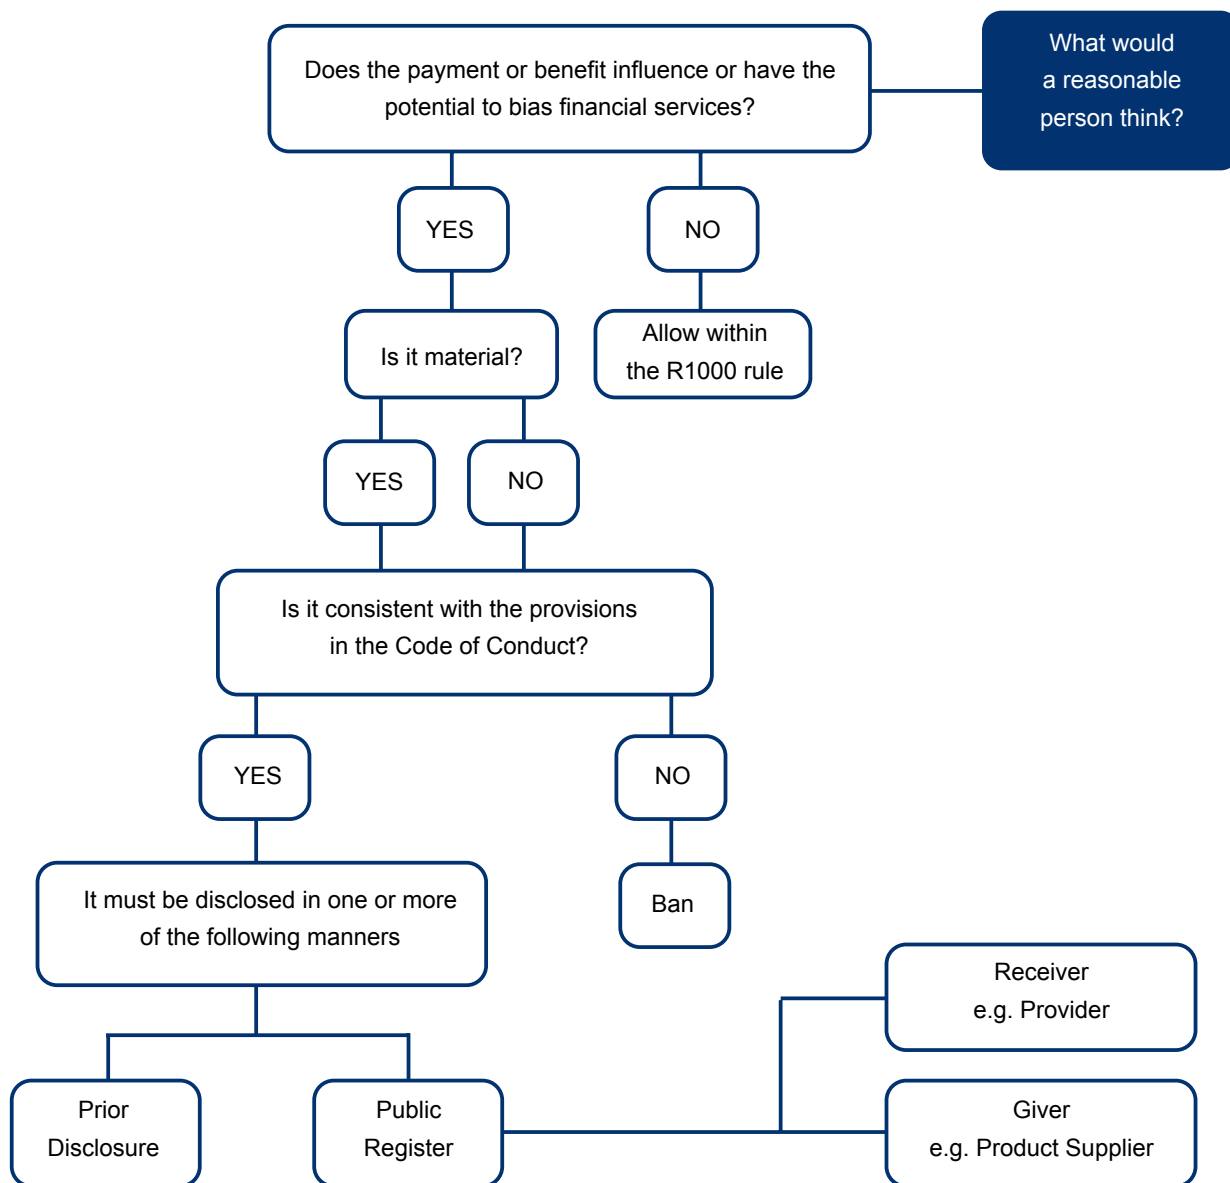 Does the payment or benefit influence or have the
potential to bias financial services?
What would
a reasonable
person think?
YES
NO
Is it material?
Allow within
the R1000 rule
YES
NO
Is it consistent with the provisions
in the Code of Conduct?
YES
NO
It must be disclosed in one or more
of the following manners
Ban
Receiver
e.g. Provider
Prior
Disclosure
Public
Register
Giver
e.g. Product Supplier